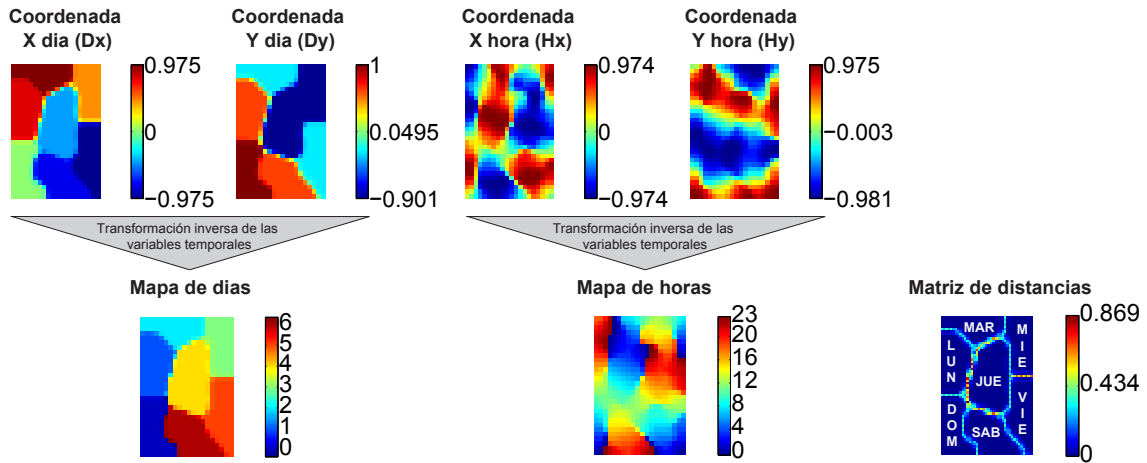 Coordenada
X dia (Dx)
Coordenada
Y dia (Dy)
Coordenada
X hora (Hx)
Coordenada
Y hora (Hy)
0.975
0
−0.975
1
0.0495
−0.901
0.974
0
−0.974
0.975
−0.003
−0.981
Transformación inversa de las
variables temporales
Transformación inversa de las
variables temporales
Mapa de dias
6
5
4
3
2
1
0
Mapa de horas
23
20
16
12
8
4
0
Matriz de distancias
0.869
0.434
0
MAR
MIE
LUN
JUE
DOM
VIE
SAB